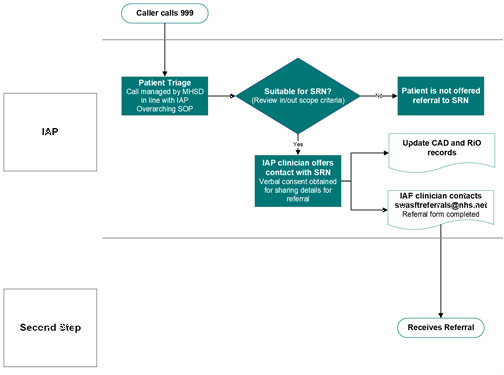 Caller calls 999
Patient Triage
Call managed by MHSD
in line with IAP
Overarching SOP
Suitable for SRN?
(Review in/out scope criteria)
No
Patient is not offered
referral to SRN
Yes
IAP
IAP clinician offers
contact with SRN
Verbal consent obtained
for sharing details for
referral
Update CAD and RiO
records
IAP clinician contacts
swasftreferrals@nhs.net
Referral form completed
Second Step
Receives Referral